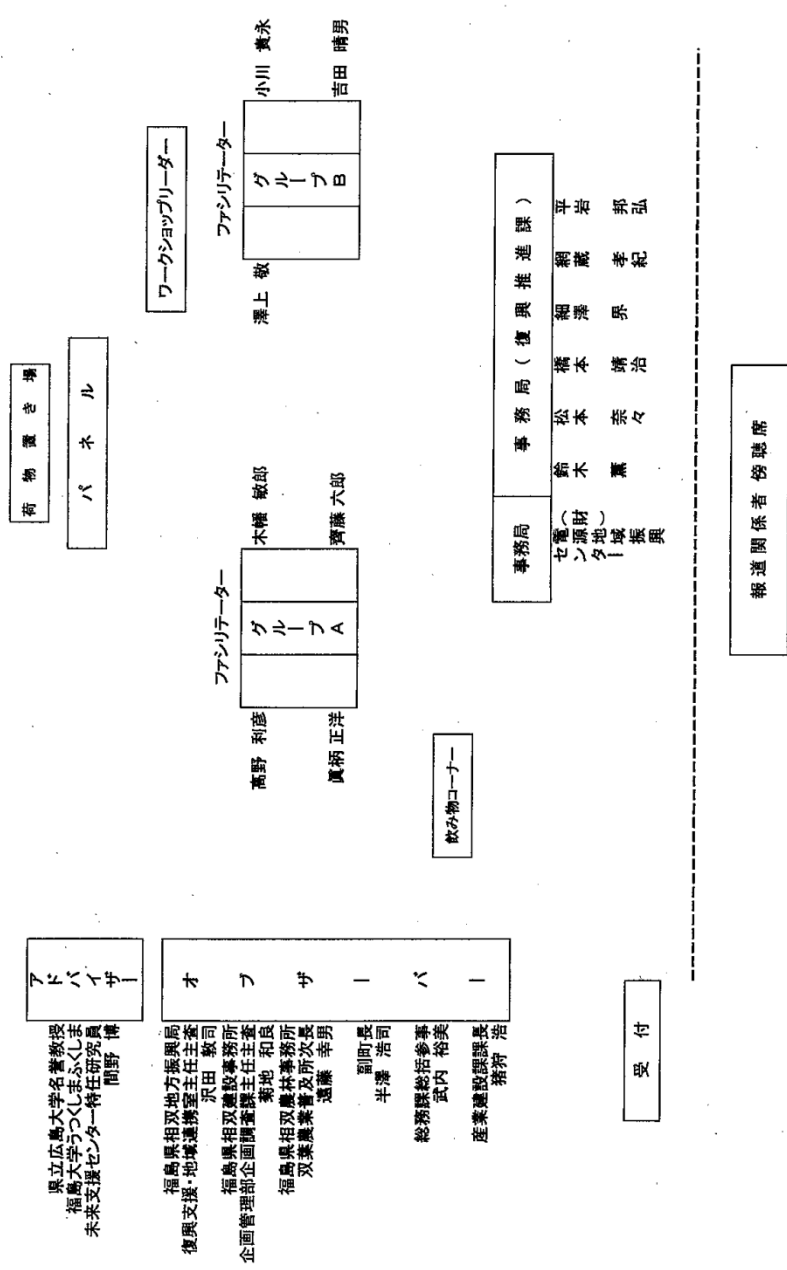 荷物置き場
パネル
ワークショップリーダー
ファシリテーター
グループA
高野 利彦
眞柄 正洋
木幡 敏郎
齊藤 六郎
ファシリテーター
グループB
澤上 敬
小川 貴永
吉田 晴男
アドバイザー
県立広島大学名誉教授
福島大学うつくしまふくしま
未来支援センター特任研究員
間野 博
オブザーバー
福島県相双地方振興局
復興支援・地域連携室主任主査
沢田 敦司
福島県相双建設事務所
企画管理部企画調査課主任主査
菊地 和良
福島県相双農林事務所
双葉農業普及所次長
遠藤 幸男
副町長
半澤 浩司
総務課総括参事
武内 裕美
産業建設課課長
猪狩 浩
飲み物コーナー
事務局
(財)
電源地域振興
センター
事務局(復興推進課)
鈴木 薫
松本 奈々
橋本 靖治
細澤 界
網蔵 孝紀
平岩 邦弘
受付
報道関係者 傍聴席